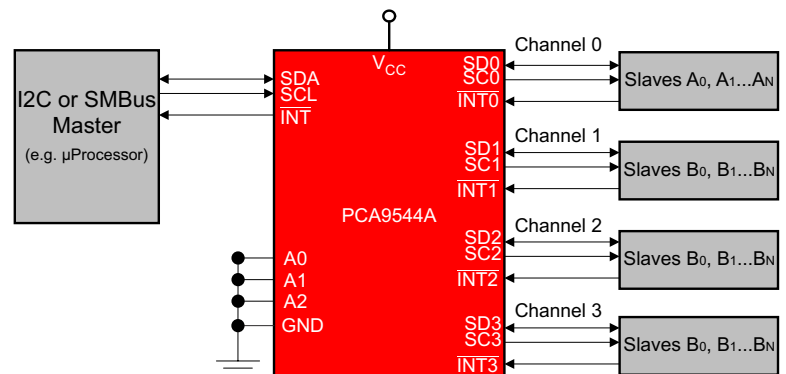 I2C or SMBus
Master
(e.g. µProcessor)
V_CC
SDA
SCL
INT
PCA9544A
A0
A1
A2
GND
SD0
SC0
INT0
SD1
SC1
INT1
SD2
SC2
INT2
SD3
SC3
INT3
Channel 0
Slaves A0, A1...AN
Channel 1
Slaves B0, B1...BN
Channel 2
Slaves B0, B1...BN
Channel 3
Slaves B0, B1...BN